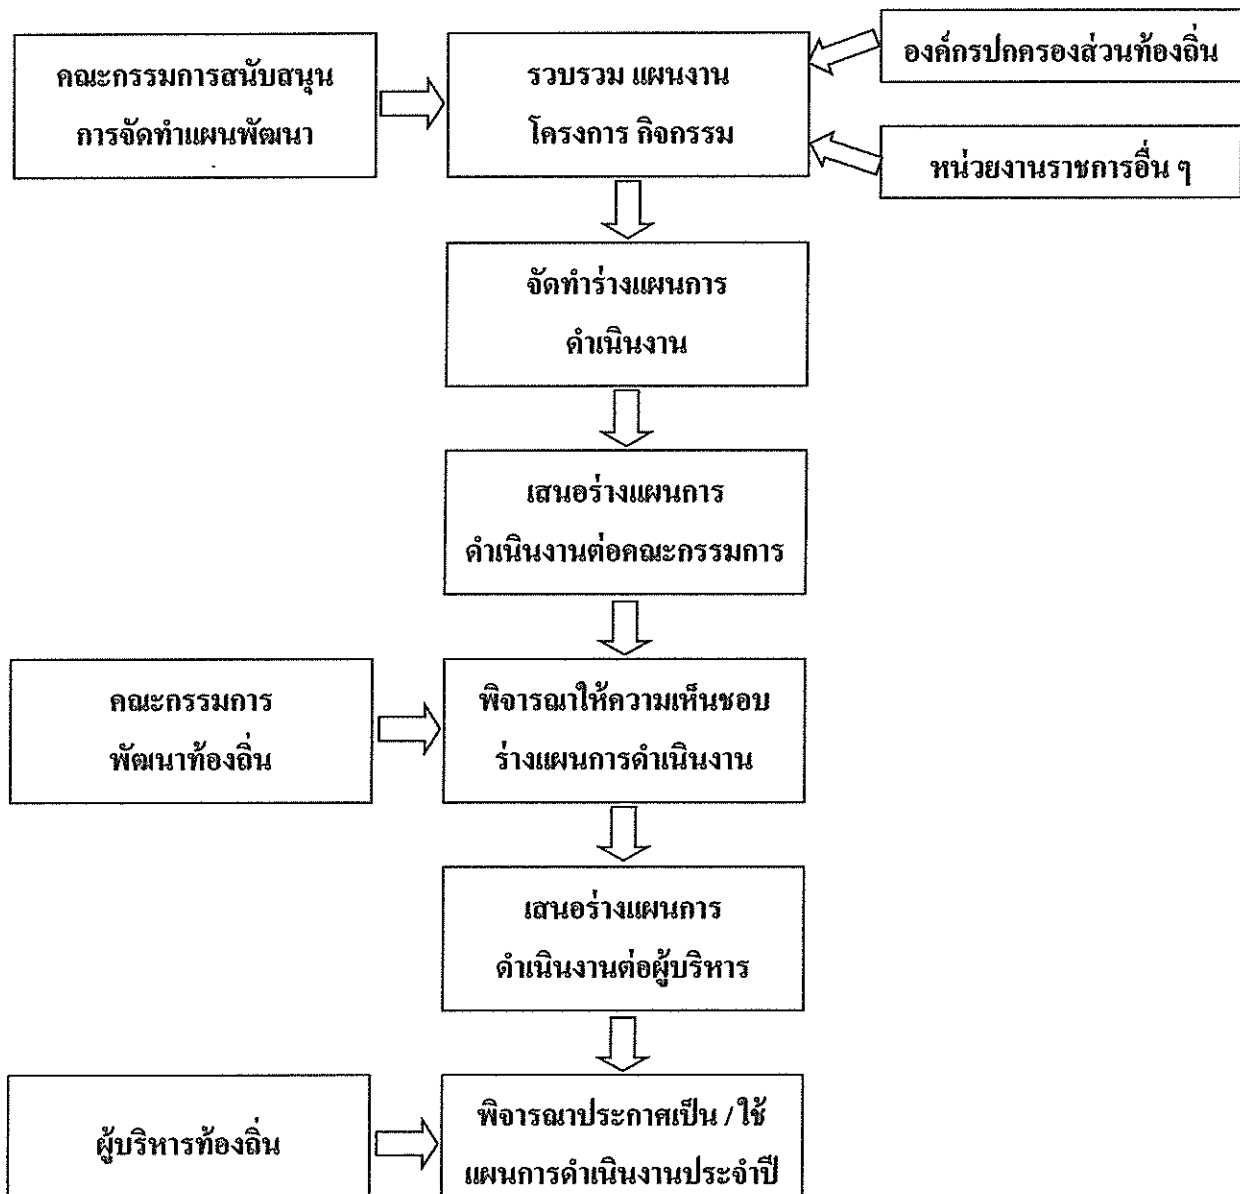 คณะกรรมการสนับสนุน
การจัดทำแผนพัฒนา
รวบรวม แผนงาน
โครงการ กิจกรรม
องค์กรปกครองส่วนท้องถิ่น
หน่วยงานราชการอื่น ๆ
จัดทำร่างแผนการ
ดำเนินงาน
เสนอร่างแผนการ
ดำเนินงานต่อคณะกรรมการ
คณะกรรมการ
พัฒนาท้องถิ่น
พิจารณาให้ความเห็นชอบ
ร่างแผนการดำเนินงาน
เสนอร่างแผนการ
ดำเนินงานต่อผู้บริหาร
ผู้บริหารท้องถิ่น
พิจารณาประกาศเป็น / ใช้
แผนการดำเนินงานประจำปี